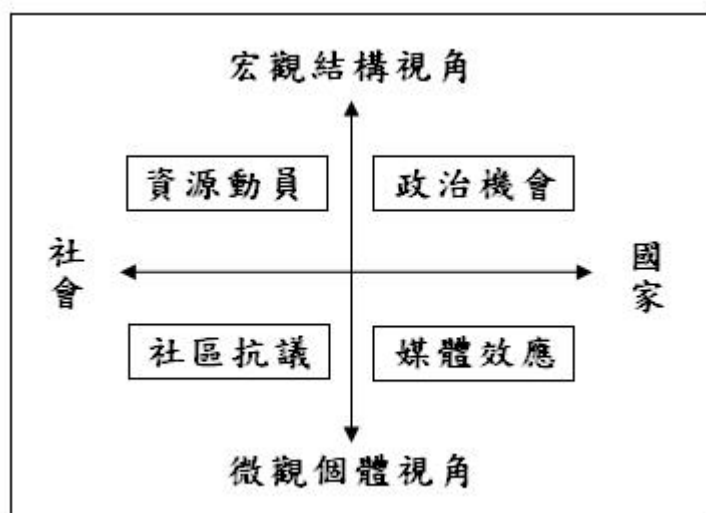 宏觀結構視角
資源動員
政治機會
社會
國家
社區抗議
媒體效應
微觀個體視角